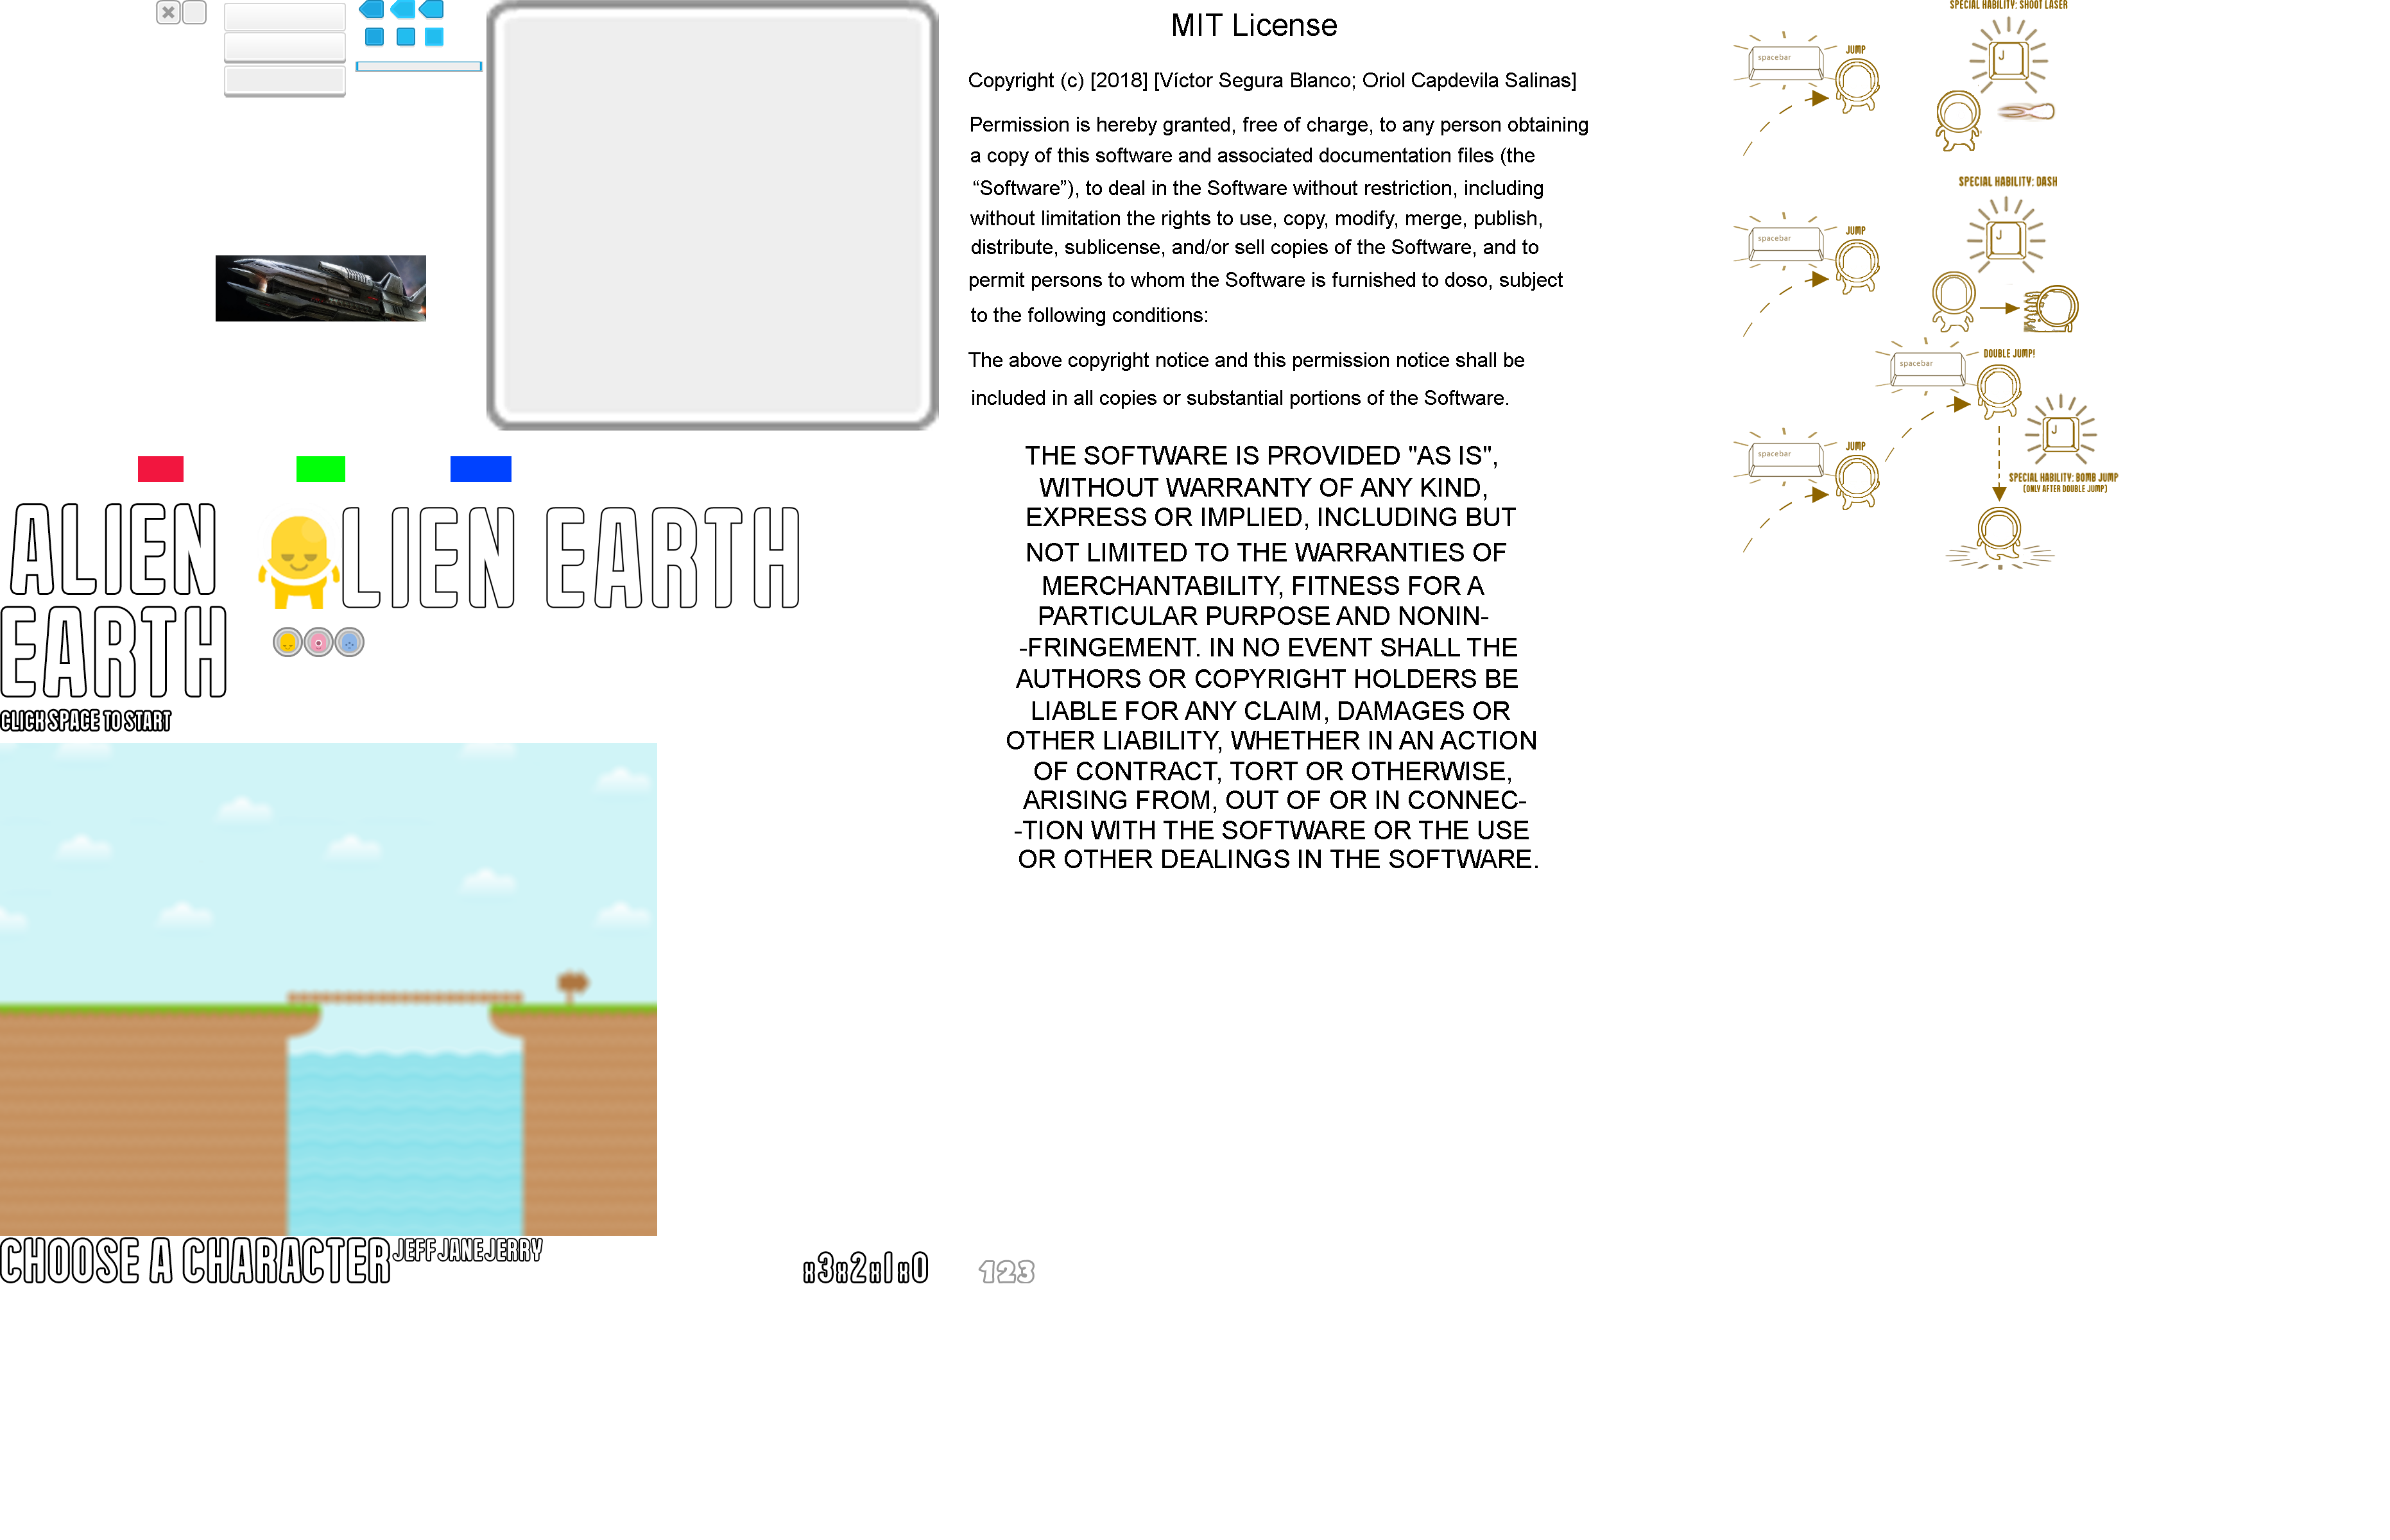 MIT License
Copyright (c) [2018] [Víctor Segura Blanco; Oriol Capdevila Salinas]
Permission is hereby granted, free of charge, to any person obtaining
a copy of this software and associated documentation files (the
“Software”), to deal in the Software without restriction, including
without limitation the rights to use, copy, modify, merge, publish,
distribute, sublicense, and/or sell copies of the Software, and to
permit persons to whom the Software is furnished to doso, subject
to the following conditions:
The above copyright notice and this permission notice shall be
included in all copies or substantial portions of the Software.
THE SOFTWARE IS PROVIDED "AS IS",
WITHOUT WARRANTY OF ANY KIND,
EXPRESS OR IMPLIED, INCLUDING BUT
NOT LIMITED TO THE WARRANTIES OF
MERCHANTABILITY, FITNESS FOR A
PARTICULAR PURPOSE AND NONIN-
-FRINGEMENT. IN NO EVENT SHALL THE
AUTHORS OR COPYRIGHT HOLDERS BE
LIABLE FOR ANY CLAIM, DAMAGES OR
OTHER LIABILITY, WHETHER IN AN ACTION
OF CONTRACT, TORT OR OTHERWISE,
ARISING FROM, OUT OF OR IN CONNEC-
-TION WITH THE SOFTWARE OR THE USE
OR OTHER DEALINGS IN THE SOFTWARE.
SPECIAL HABILITY: SHOOT LASER
JUMP
spacebar
J
SPECIAL HABILITY: DASH
JUMP
spacebar
J
DOUBLE JUMP!
spacebar
J
JUMP
spacebar
SPECIAL HABILITY: BOMB JUMP
(ONLY AFTER DOUBLE JUMP)
ALIEN
EARTH
LIEN EARTH
CLICK SPACE TO START
CHOOSE A CHARACTER
JEFF JANE JERRY
x3x2x1x0
123